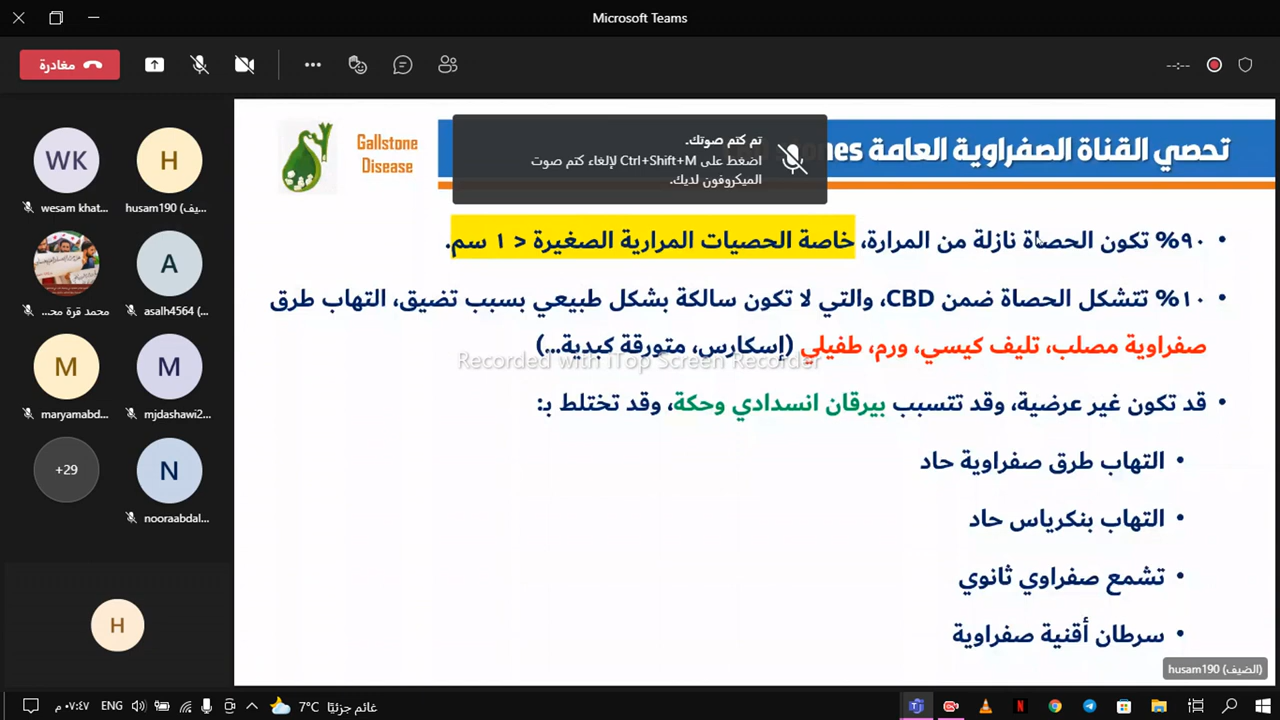 Microsoft Teams
مغادرة
--:--
WK
wesam khat...
H
husam190 (ضيف)...
محمد قرة محـ...
A
asalh4564 (...
M
maryamabd...
M
mjdashawi2...
+29
N
nooraabdal...
H
Gallstone
Disease
تحصي القناة الصفراوية العامة
تم كتم صوتك.
اضغط على Ctrl+Shift+M لإلغاء كتم صوت
الميكروفون لديك.
• ٩٠% تكون الحصاة نازلة من المرارة، خاصة الحصيات المرارية الصغيرة < ١ سم.
• ١٠% تتشكل الحصاة ضمن CBD، والتي لا تكون سالكة بشكل طبيعي بسبب تضيق، التهاب طرق
صفراوية مصلب، تليف كيسي، ورم، طفيلي (إسكارس، متورقة كبدية...)
Recorded with iTop Screen Recorder
• قد تكون غير عرضية، وقد تتسبب بيرقان انسدادي وحكة، وقد تختلط بـ:
• التهاب طرق صفراوية حاد
• التهاب بنكرياس حاد
• تشمع صفراوي ثانوي
• سرطان أقنية صفراوية
husam190 (الضيف)
٠٧:٤٧ م
ENG
7°C غائم جزئيًا